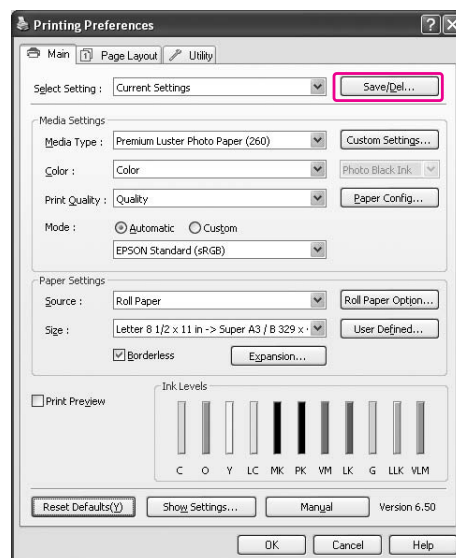 Printing Preferences
Main Page Layout Utility
Select Setting : Current Settings Save/Del...
Media Settings
Media Type : Premium Luster Photo Paper (260) Custom Settings...
Color : Color Photo Black Ink
Print Quality : Quality Paper Config...
Mode : Automatic Custom
EPSON Standard (sRGB)
Paper Settings
Source : Roll Paper Roll Paper Option...
Size : Letter 8 1/2 x 11 in -> Super A3 / B 329 x User Defined...
Borderless Expansion...
Print Preview
Ink Levels
C O Y LC MK PK VM LK G LLK VLM
Reset Defaults(Y) Show Settings... Manual Version 6.50
OK Cancel Help